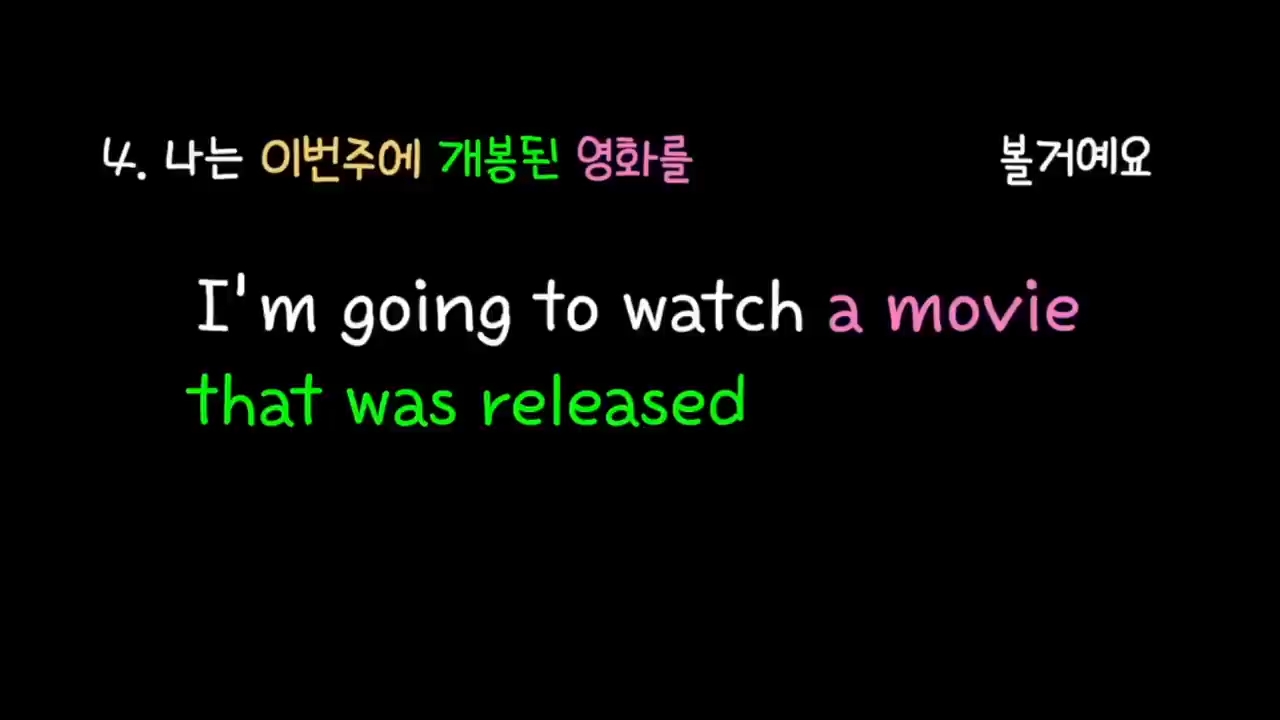 4. 나는 이번주에 개봉된 영화를 볼거예요
I'm going to watch a movie
that was released